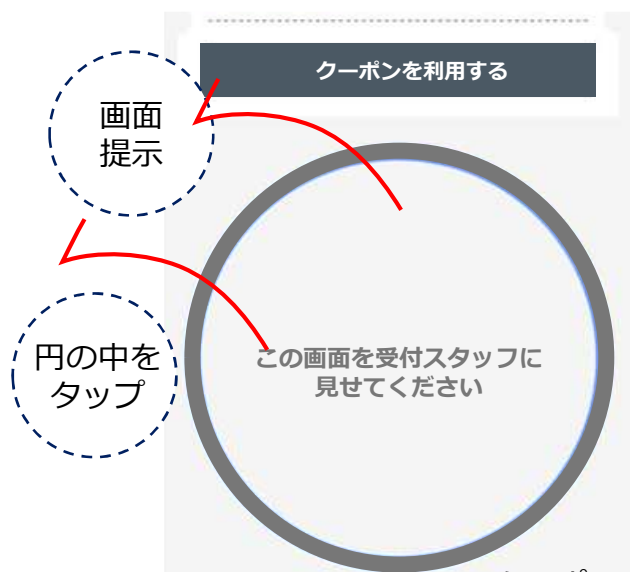 クーポンを利用する
画面
提示
円の中を
タップ
この画面を受付スタッフに
見せてください